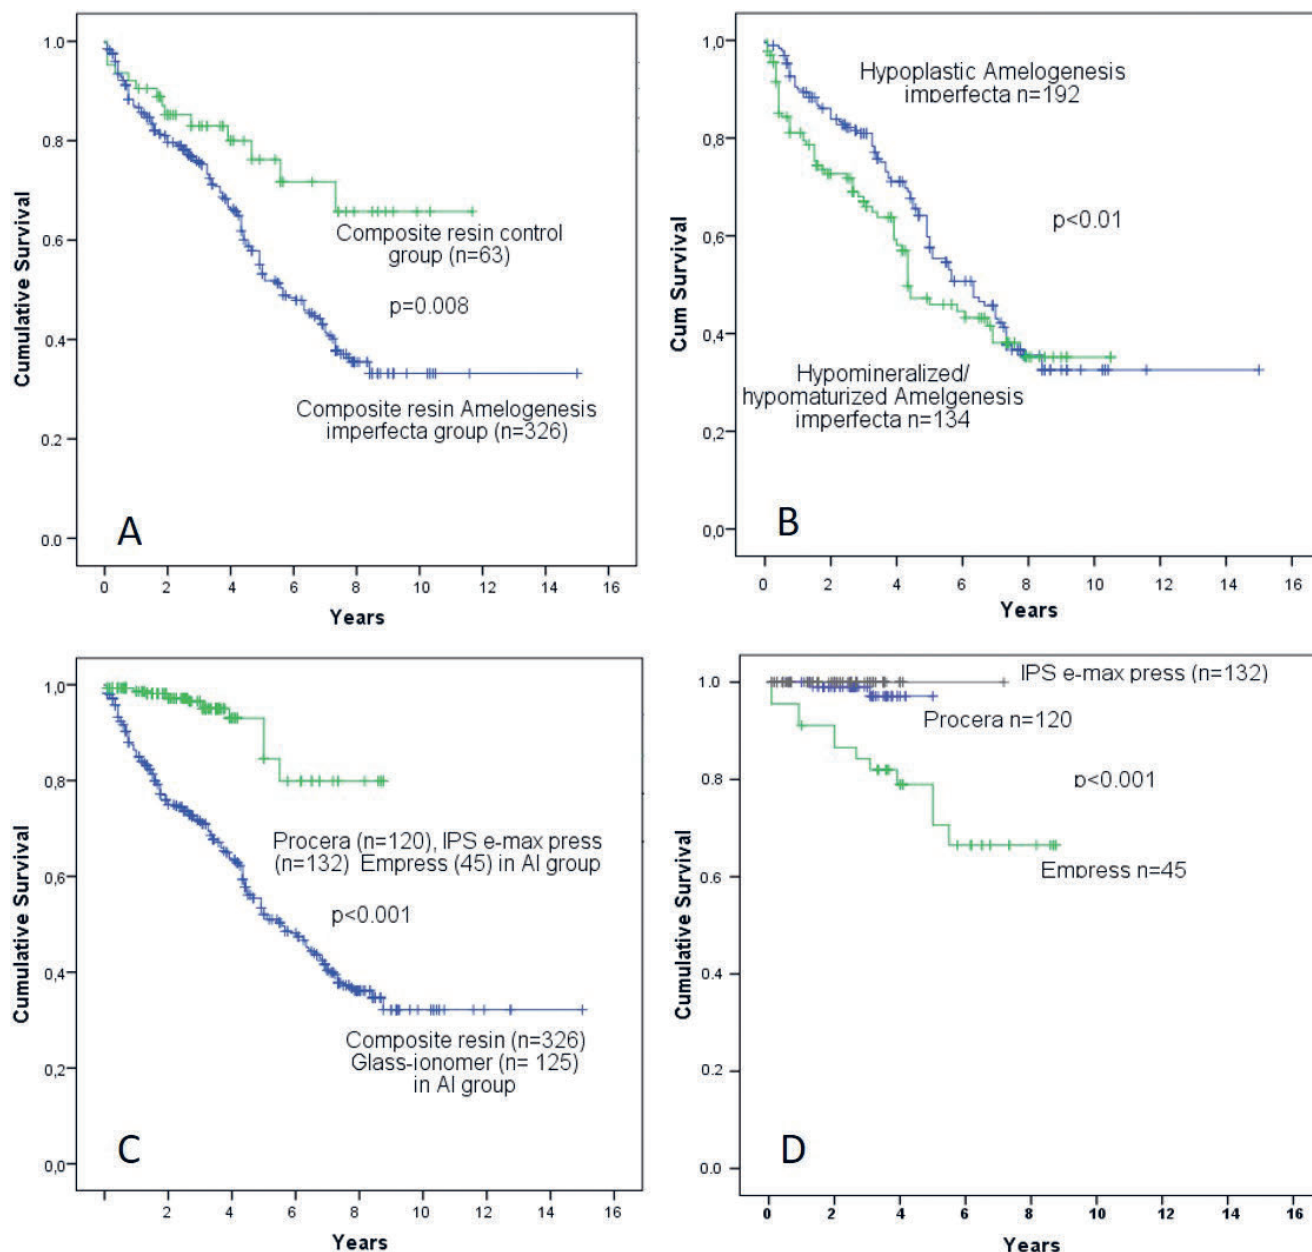 1,0
0.8
0.6
0.4
0,2
0.0
Cumulative Survival
Composite resin control
group (n=63)
p=0.008
Composite resin Amelogenesis
imperfecta group (n=326)
A
0 2 4 6 8 10 12 14 16
Years
1,0
0,8
0,6
0,4
0,2
0,0
Cum Survival
Hypoplastic Amelogenesis
imperfecta n=192
p<0.01
Hypomineralized/
hypomaturized Amelgenesis
imperfecta n=134
B
0 2 4 6 8 10 12 14 16
Years
1,0
0,8
0,6
0,4
0,2
0,0
Cumulative Survival
Procera (n=120), IPS e-max press
(n=132) Empress (45) in AI group
p<0.001
Composite resin (n=326)
Glass-ionomer (n= 125)
in AI group
C
0 2 4 6 8 10 12 14 16
Years
1.0
0.8
0.6
0.4
0.2
0.0
Cumulative Survival
IPS e-max press (n=132)
Procera n=120
p<0.001
Empress n=45
D
0 2 4 6 8 10 12 14 16
Years